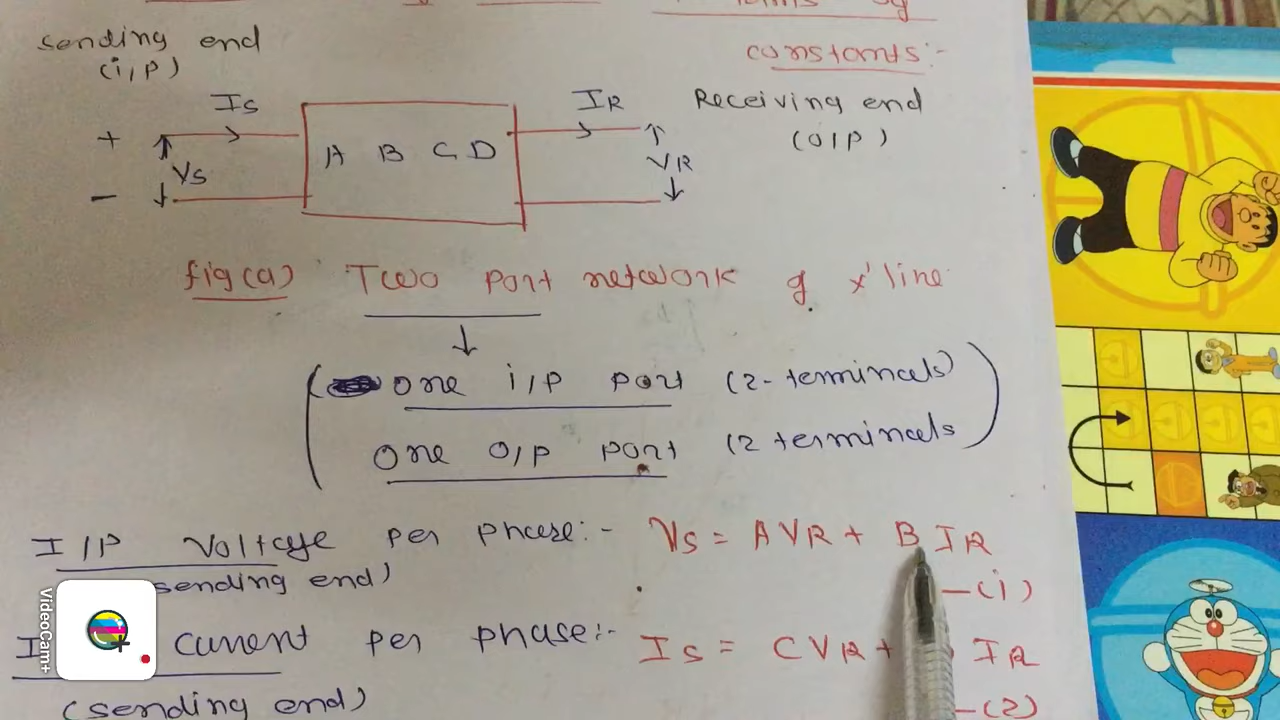 sending end
constants:-
(i/p)
IS
IR
Receiving end
(O/P)
+
A B C D
VS
VR
-
fig(a) Two port network of x' line
(one i/p port (2-terminals)
one o/p port (2 terminals)
I/P Voltage per phase:- VS = AVR + BIR
(sending end)
-(i)
current per phase:- IS = CVR + IR
(sending end)
-(2)
VideoCam+